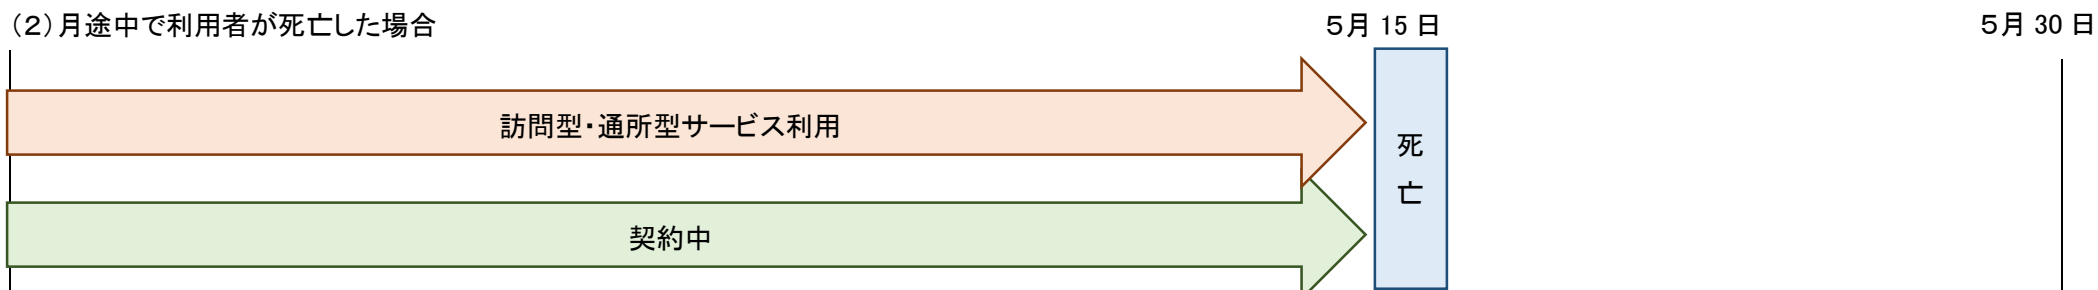 （２）月途中で利用者が死亡した場合
５月 15 日
５月 30 日
訪問型・通所型サービス利用
死亡
契約中